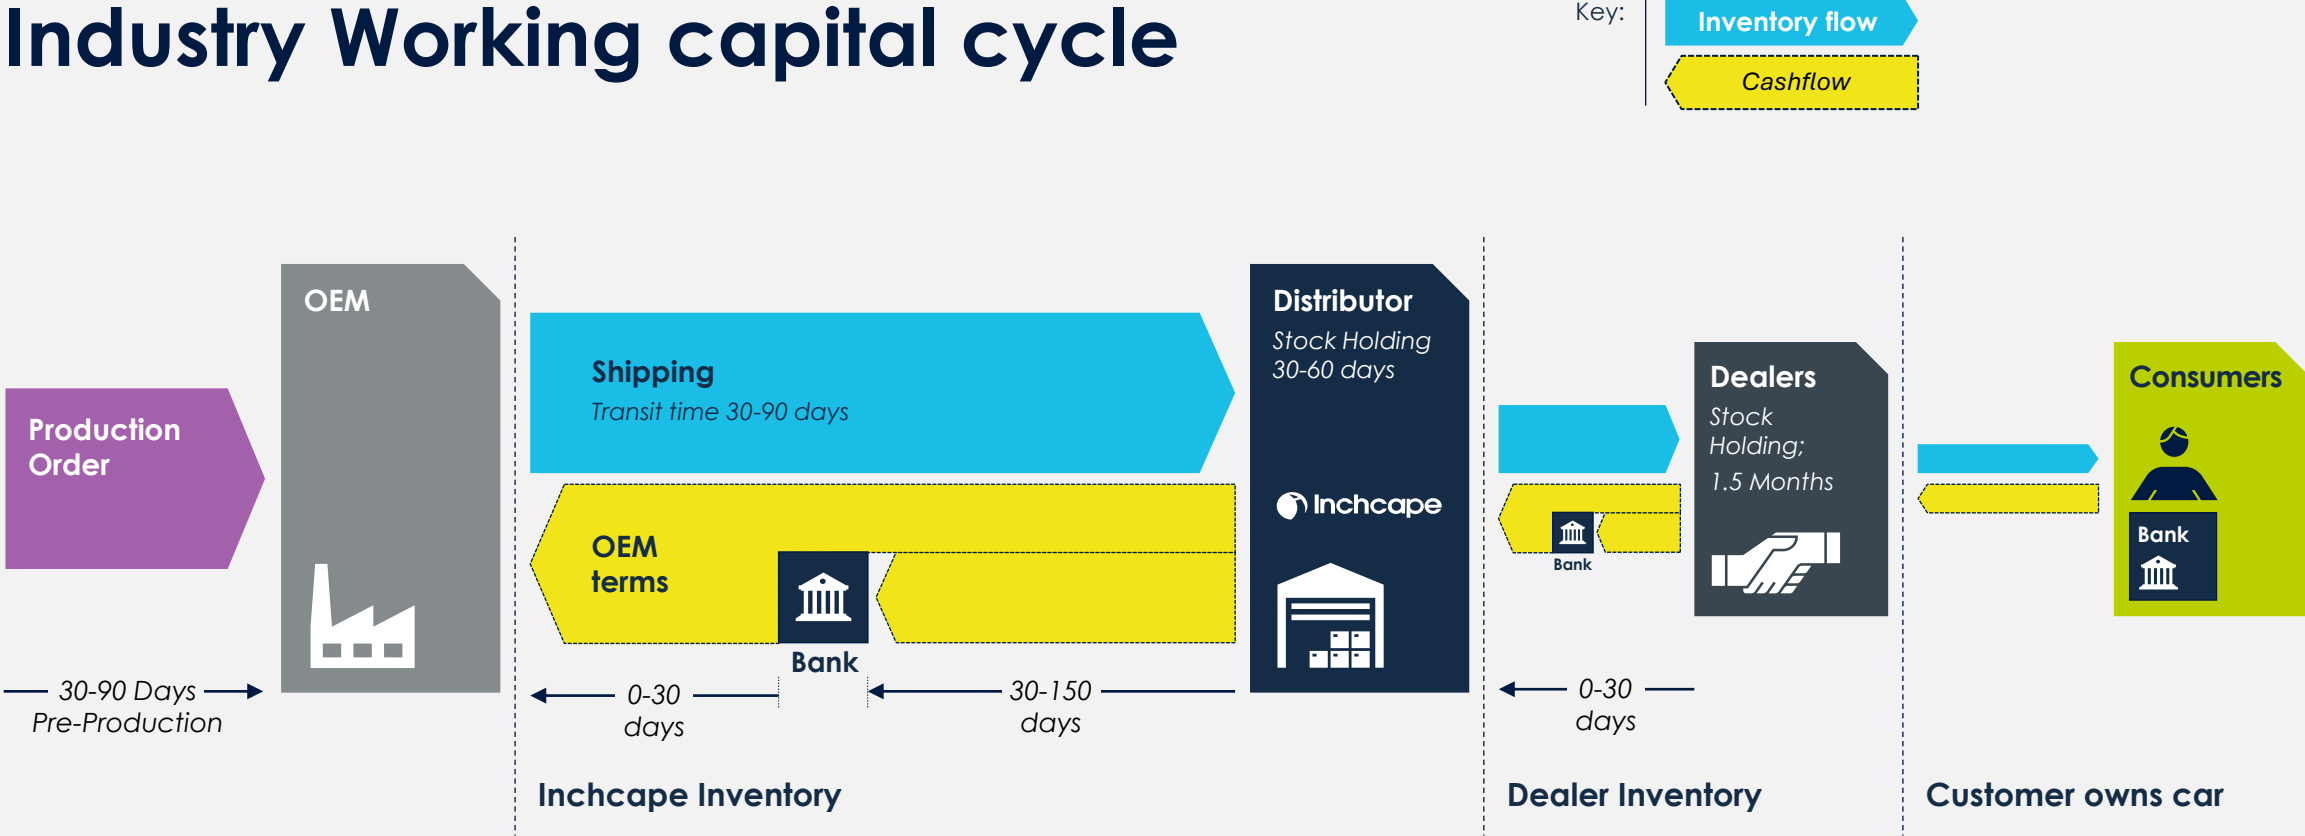 Industry Working capital cycle
Key:
Inventory flow
Cashflow
Production
Order
30-90 Days
Pre-Production
OEM
Shipping
Transit time 30-90 days
OEM
terms
Bank
0-30
days
30-150
days
Distributor
Stock Holding
30-60 days
Inchcape
Bank
0-30
days
Dealers
Stock
Holding;
1.5 Months
Consumers
Bank
Inchcape Inventory
Dealer Inventory
Customer owns car